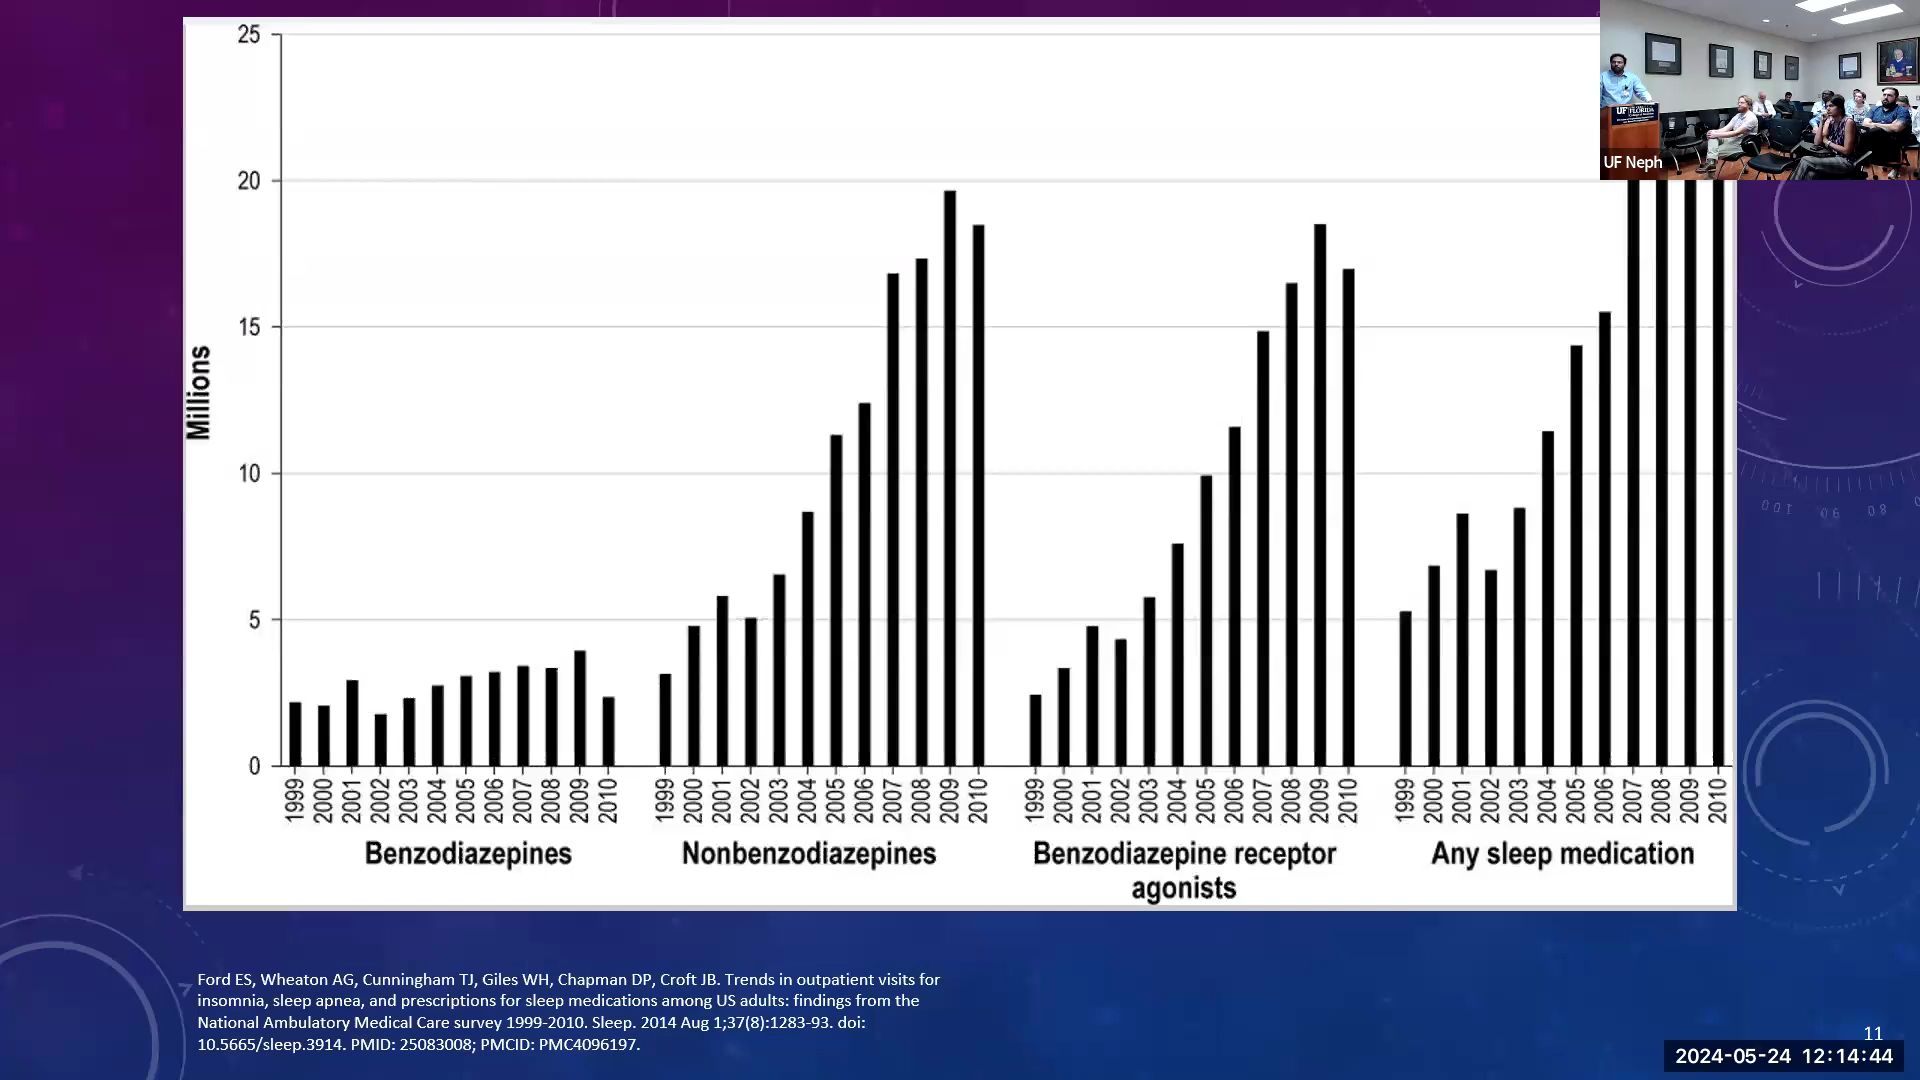 25
20
15
10
5
0
Millions
1999 2000 2001 2002 2003 2004 2005 2006 2007 2008 2009 2010
1999 2000 2001 2002 2003 2004 2005 2006 2007 2008 2009 2010
1999 2000 2001 2002 2003 2004 2005 2006 2007 2008 2009 2010
1999 2000 2001 2002 2003 2004 2005 2006 2007 2008 2009 2010
Benzodiazepines
Nonbenzodiazepines
Benzodiazepine receptor
agonists
Any sleep medication
UF Neph
UF FLORIDA
100 90 80
Ford ES, Wheaton AG, Cunningham TJ, Giles WH, Chapman DP, Croft JB. Trends in outpatient visits for
insomnia, sleep apnea, and prescriptions for sleep medications among US adults: findings from the
National Ambulatory Medical Care survey 1999-2010. Sleep. 2014 Aug 1;37(8):1283-93. doi:
10.5665/sleep.3914. PMID: 25083008; PMCID: PMC4096197.
11
2024-05-24 12:14:44